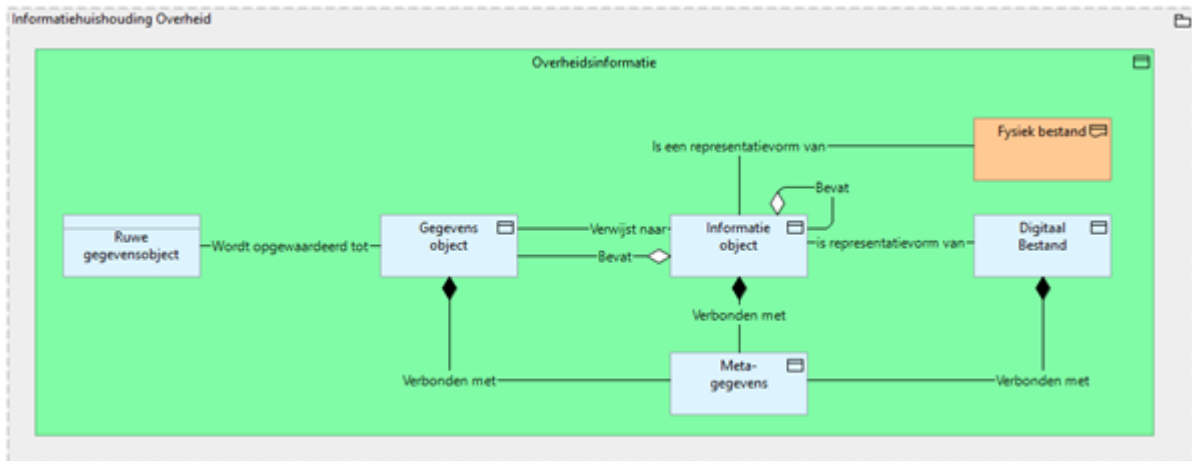 Informatiehuishouding Overheid
Overheidsinformatie
Fysiek bestand
Is een representatievorm van
Bevat
Ruwe
gegevensobject
Wordt opgewaardeerd tot
Gegevens
object
Verwijst naar
Bevat
Informatie
object
is representatievorm van
Digitaal
Bestand
Verbonden met
Verbonden met
Meta-
gegevens
Verbonden met